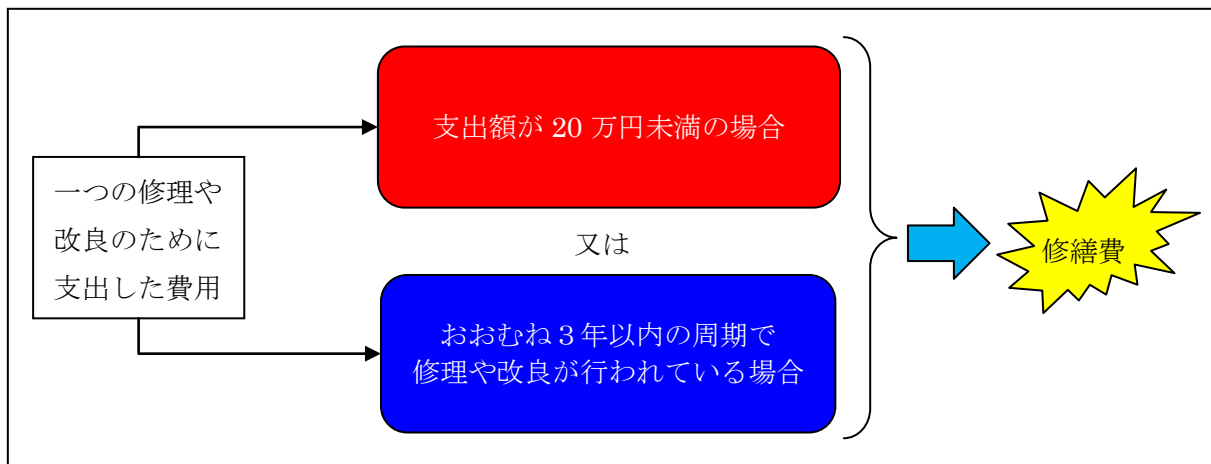 一つの修理や
改良のために
支出した費用
支出額が 20 万円未満の場合
又は
おおむね３年以内の周期で
修理や改良が行われている場合
修繕費